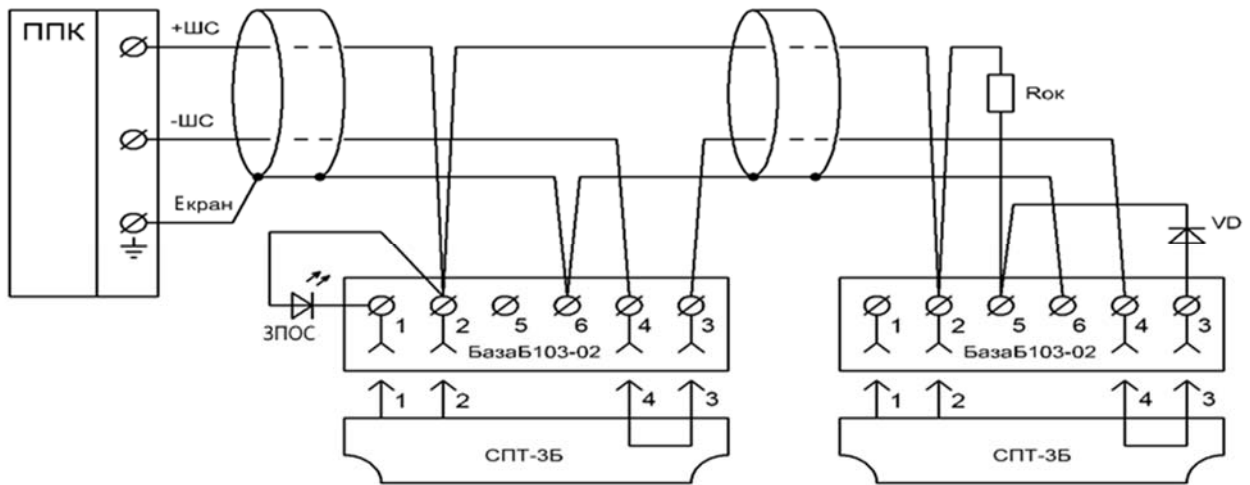 ППК
+ШС
-ШС
Екран
Rок
VD
ЗПОС
1 2 5 6 4 3
БазаБ103-02
1 2 4 3
СПТ-3Б
1 2 5 6 4 3
БазаБ103-02
1 2 4 3
СПТ-3Б